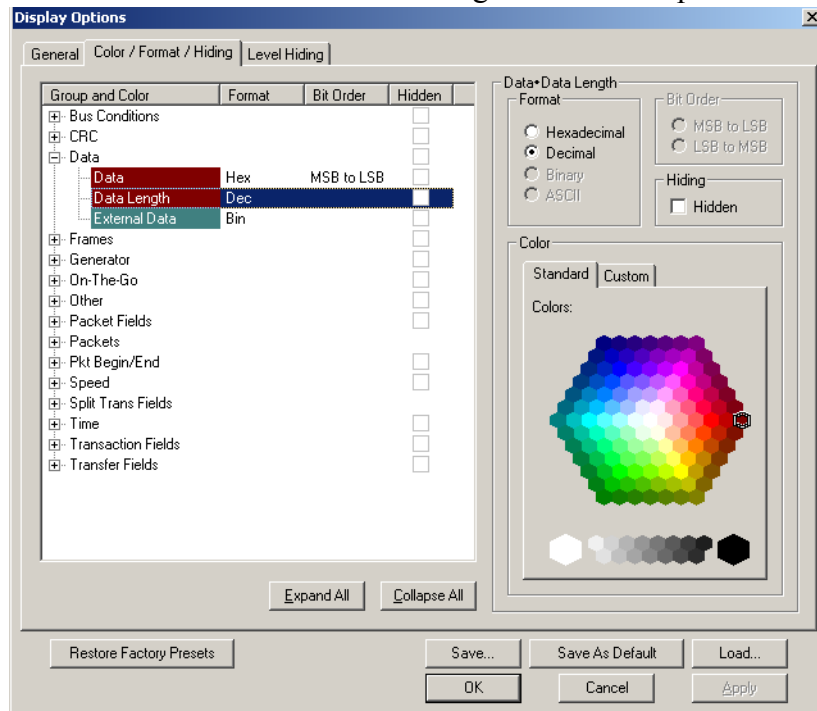 Display Options
General Color / Format / Hiding Level Hiding
Group and Color Format Bit Order Hidden
Bus Conditions
CRC
Data
Data Hex MSB to LSB
Data Length Dec
External Data Bin
Frames
Generator
On-The-Go
Other
Packet Fields
Packets
Pkt Begin/End
Speed
Split Trans Fields
Time
Transaction Fields
Transfer Fields
Expand All Collapse All
Data•Data Length
Format
Hexadecimal
Decimal
Binary
ASCII
Bit Order
MSB to LSB
LSB to MSB
Hiding
Hidden
Color
Standard Custom
Colors:
Restore Factory Presets Save... Save As Default Load...
OK Cancel Apply